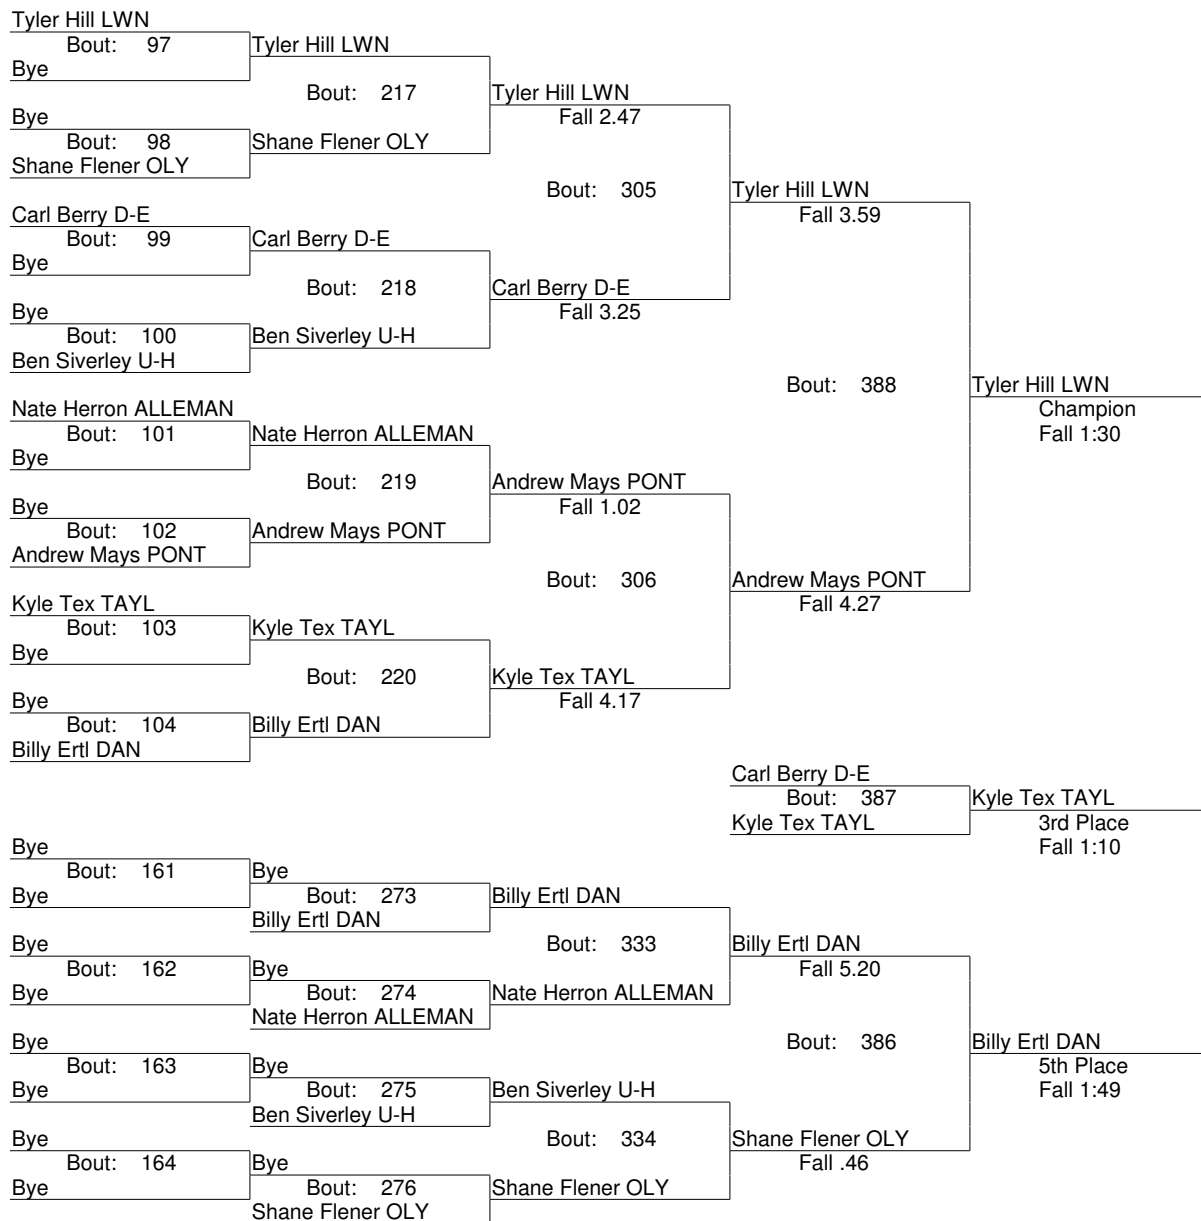 Tyler Hill LWN
Bout: 97 Tyler Hill LWN
Bye
Bout: 217 Tyler Hill LWN
Bye Fall 2.47
Bout: 98 Shane Flener OLY
Shane Flener OLY
Bout: 305 Tyler Hill LWN
Carl Berry D-E Fall 3.59
Bout: 99 Carl Berry D-E
Bye
Bout: 218 Carl Berry D-E
Bye Fall 3.25
Bout: 100 Ben Siverley U-H
Ben Siverley U-H
Bout: 388 Tyler Hill LWN
Nate Herron ALLEMAN Champion
Bout: 101 Nate Herron ALLEMAN Fall 1:30
Bye
Bout: 219 Andrew Mays PONT
Bye Fall 1.02
Bout: 102 Andrew Mays PONT
Andrew Mays PONT
Bout: 306 Andrew Mays PONT
Kyle Tex TAYL Fall 4.27
Bout: 103 Kyle Tex TAYL
Bye
Bout: 220 Kyle Tex TAYL
Bye Fall 4.17
Bout: 104 Billy Ertl DAN
Billy Ertl DAN
Carl Berry D-E
Bout: 387 Kyle Tex TAYL
Kyle Tex TAYL 3rd Place
Bye Fall 1:10
Bout: 161 Bye
Bye Bout: 273 Billy Ertl DAN
Billy Ertl DAN
Bye Bout: 333 Billy Ertl DAN
Bout: 162 Bye Fall 5.20
Bye Bout: 274 Nate Herron ALLEMAN
Nate Herron ALLEMAN
Bye Bout: 386 Billy Ertl DAN
Bout: 163 Bye 5th Place
Bye Bout: 275 Ben Siverley U-H Fall 1:49
Ben Siverley U-H
Bye Bout: 334 Shane Flener OLY
Bout: 164 Bye Fall .46
Bye Bout: 276 Shane Flener OLY
Shane Flener OLY